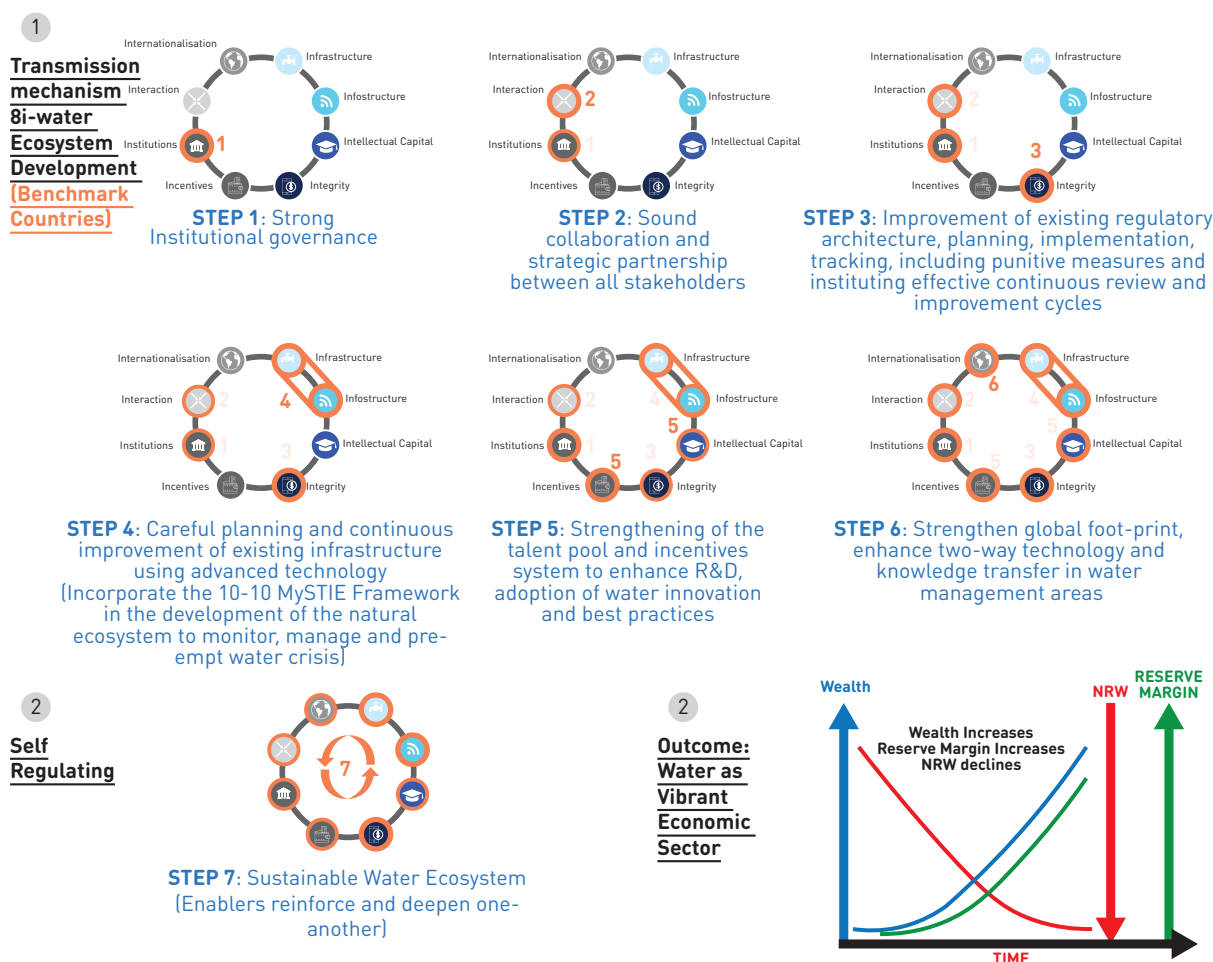 1
Transmission
mechanism
8i-water
Ecosystem
Development
(Benchmark
Countries)
Internationalisation
Infrastructure
Interaction
Infostructure
Institutions
1
Intellectual Capital
Incentives
Integrity
STEP 1: Strong
Institutional governance
Internationalisation
Infrastructure
Interaction
2
Infostructure
Institutions
1
Intellectual Capital
Incentives
Integrity
STEP 2: Sound
collaboration and
strategic partnership
between all stakeholders
Internationalisation
Infrastructure
Interaction
2
Infostructure
Institutions
1
3
Intellectual Capital
Incentives
Integrity
STEP 3: Improvement of existing regulatory
architecture, planning, implementation,
tracking, including punitive measures and
instituting effective continuous review and
improvement cycles
Internationalisation
Infrastructure
Interaction
2
4
Infostructure
Institutions
1
3
Intellectual Capital
Incentives
Integrity
STEP 4: Careful planning and continuous
improvement of existing infrastructure
using advanced technology
(Incorporate the 10-10 MySTIE Framework
in the development of the natural
ecosystem to monitor, manage and pre-
empt water crisis)
Internationalisation
Infrastructure
Interaction
2
4
Infostructure
5
Institutions
1
3
Intellectual Capital
5
Incentives
Integrity
STEP 5: Strengthening of the
talent pool and incentives
system to enhance R&D,
adoption of water innovation
and best practices
Internationalisation
6
Infrastructure
Interaction
2
4
Infostructure
5
Institutions
1
3
Intellectual Capital
5
Incentives
Integrity
STEP 6: Strengthen global foot-print,
enhance two-way technology and
knowledge transfer in water
management areas
2
Self
Regulating
7
STEP 7: Sustainable Water Ecosystem
(Enablers reinforce and deepen one-
another)
2
Outcome:
Water as
Vibrant
Economic
Sector
Wealth
NRW
RESERVE
MARGIN
Wealth Increases
Reserve Margin Increases
NRW declines
TIME